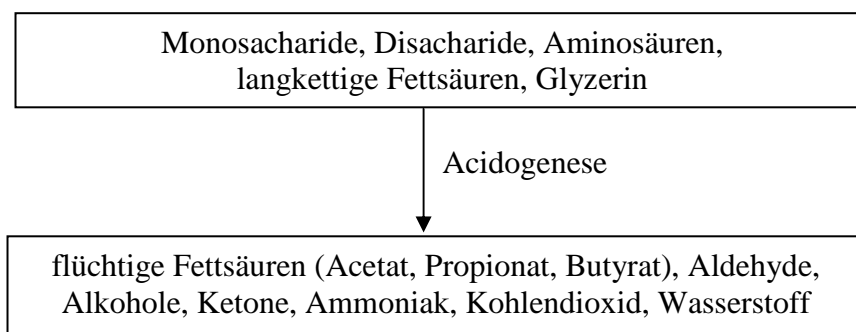 Monosacharide, Disacharide, Aminosäuren,
langkettige Fettsäuren, Glyzerin
Acidogenese
flüchtige Fettsäuren (Acetat, Propionat, Butyrat), Aldehyde,
Alkohole, Ketone, Ammoniak, Kohlendioxid, Wasserstoff